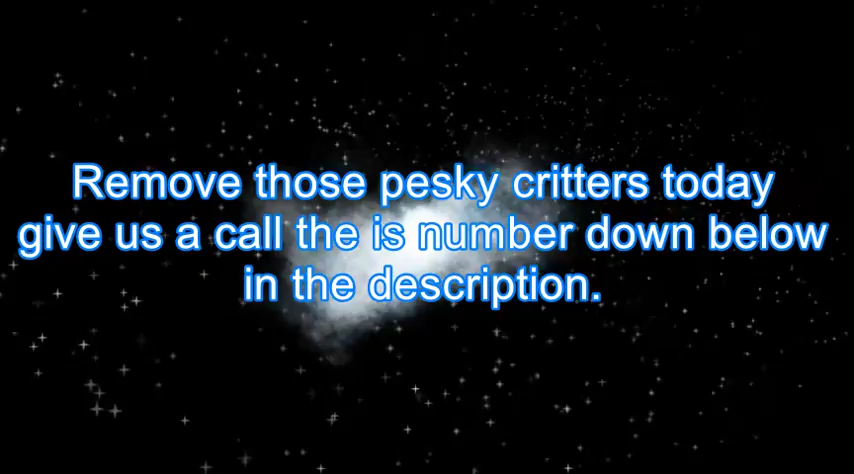 Remove those pesky critters today
give us a call the is number down below
in the description.